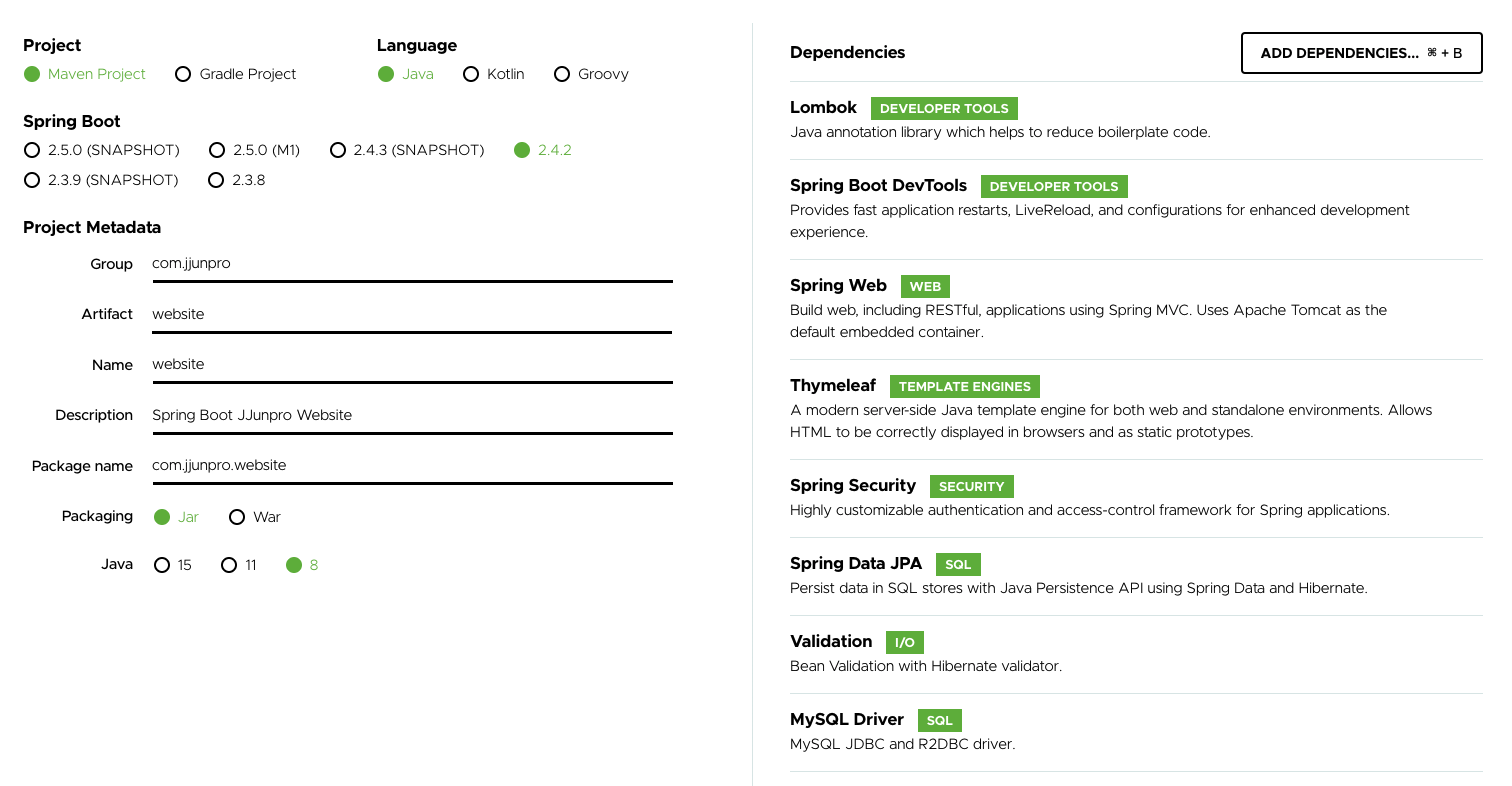 Project
Maven Project Gradle Project
Language
Java Kotlin Groovy
Spring Boot
2.5.0 (SNAPSHOT) 2.5.0 (M1) 2.4.3 (SNAPSHOT) 2.4.2
2.3.9 (SNAPSHOT) 2.3.8
Project Metadata
Group com.jjunpro
Artifact website
Name website
Description Spring Boot JJunpro Website
Package name com.jjunpro.website
Packaging Jar War
Java 15 11 8
Dependencies ADD DEPENDENCIES... ⌘ + B
Lombok DEVELOPER TOOLS
Java annotation library which helps to reduce boilerplate code.
Spring Boot DevTools DEVELOPER TOOLS
Provides fast application restarts, LiveReload, and configurations for enhanced development
experience.
Spring Web WEB
Build web, including RESTful, applications using Spring MVC. Uses Apache Tomcat as the
default embedded container.
Thymeleaf TEMPLATE ENGINES
A modern server-side Java template engine for both web and standalone environments. Allows
HTML to be correctly displayed in browsers and as static prototypes.
Spring Security SECURITY
Highly customizable authentication and access-control framework for Spring applications.
Spring Data JPA SQL
Persist data in SQL stores with Java Persistence API using Spring Data and Hibernate.
Validation I/O
Bean Validation with Hibernate validator.
MySQL Driver SQL
MySQL JDBC and R2DBC driver.